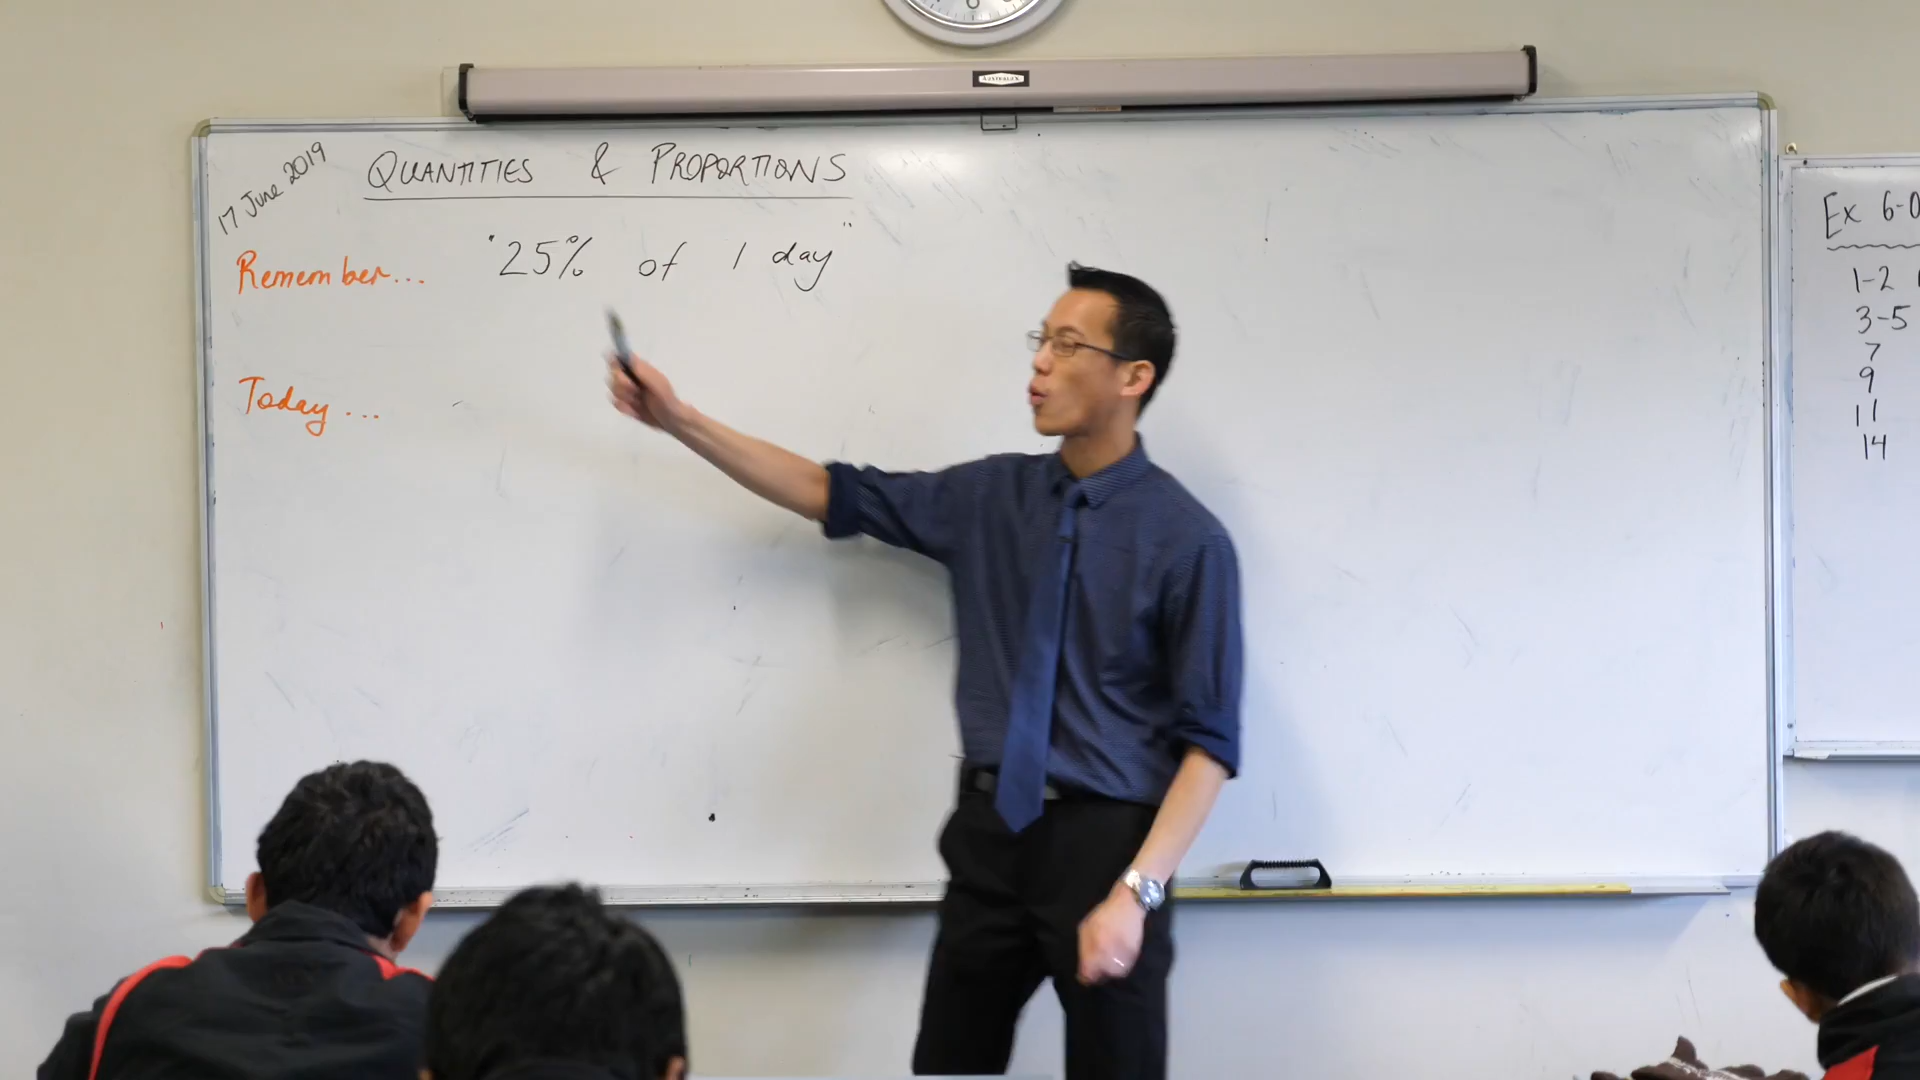 17 June 2019
QUANTITIES & PROPORTIONS
Remember... "25% of 1 day"
Today...
Ex 6-0
1-2
3-5
7
9
11
14